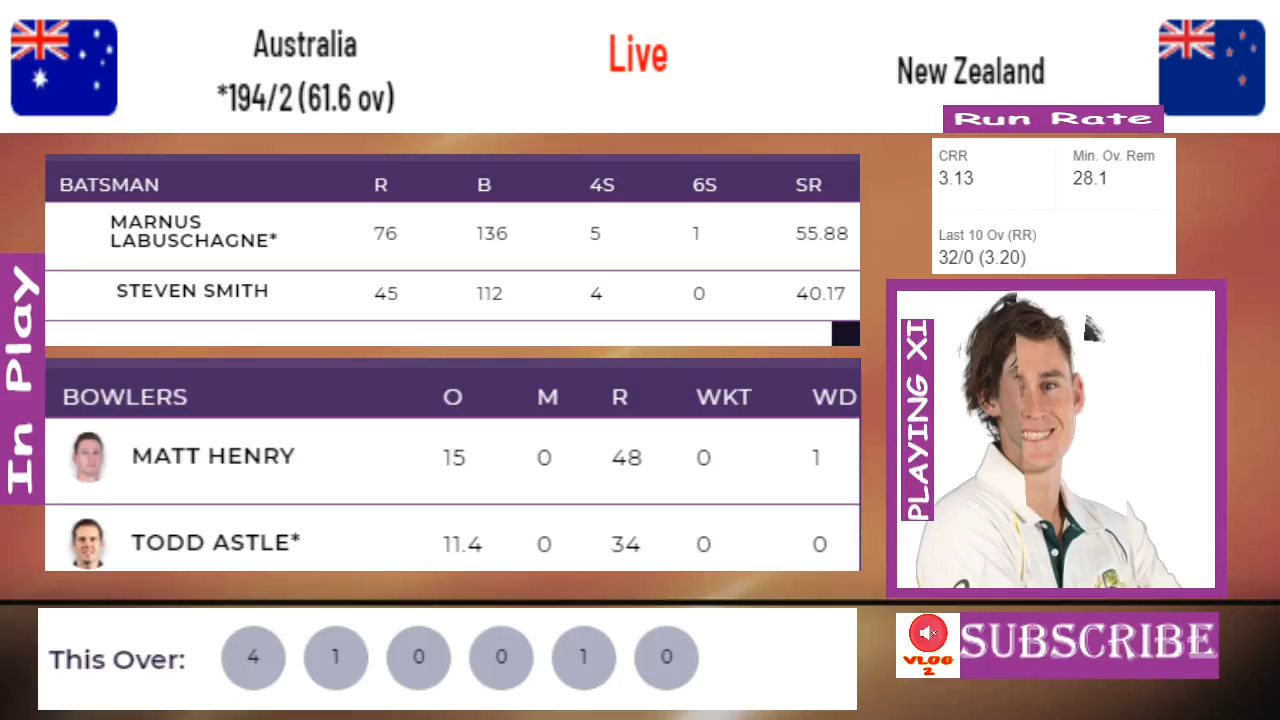 Australia
*194/2 (61.6 ov)
Live
New Zealand
Run Rate
CRR Min. Ov. Rem
3.13 28.1
Last 10 Ov (RR)
32/0 (3.20)
BATSMAN R B 4S 6S SR
MARNUS
LABUSCHAGNE* 76 136 5 1 55.88
STEVEN SMITH 45 112 4 0 40.17
In Play
BOWLERS O M R WKT WD
MATT HENRY 15 0 48 0 1
TODD ASTLE* 11.4 0 34 0 0
PLAYING XI
This Over: 4 1 0 0 1 0
VLOG
2
SUBSCRIBE